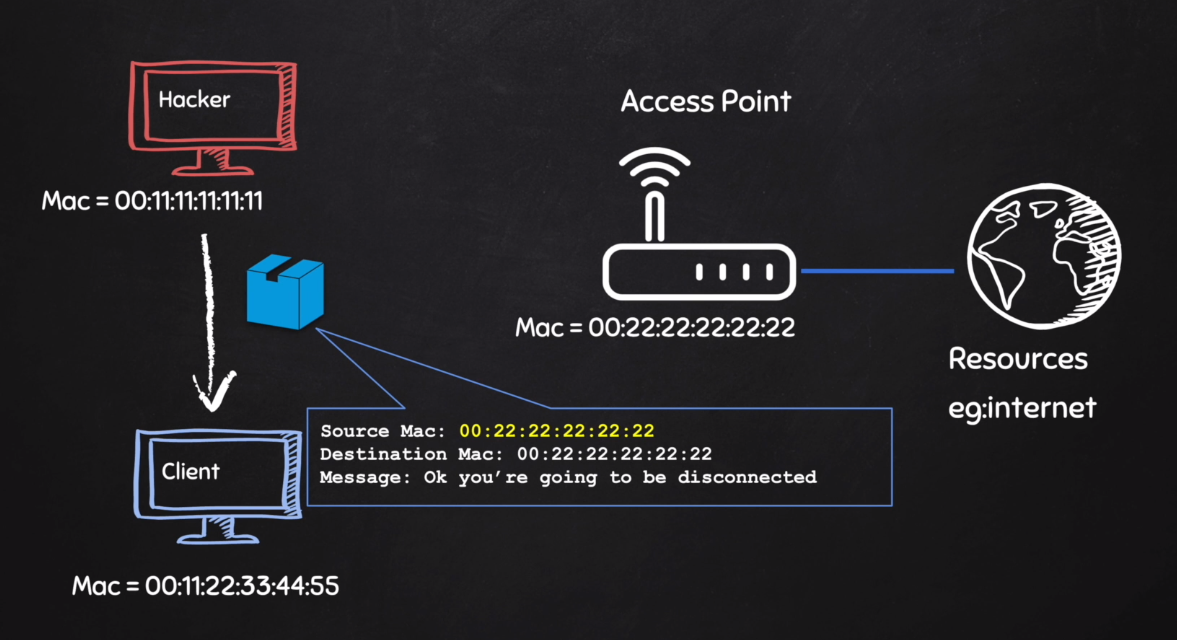 Hacker
Mac = 00:11:11:11:11:11
Access Point
Mac = 00:22:22:22:22:22
Resources
eg:internet
Source Mac: 00:22:22:22:22:22
Destination Mac: 00:22:22:22:22:22
Message: Ok you’re going to be disconnected
Client
Mac = 00:11:22:33:44:55